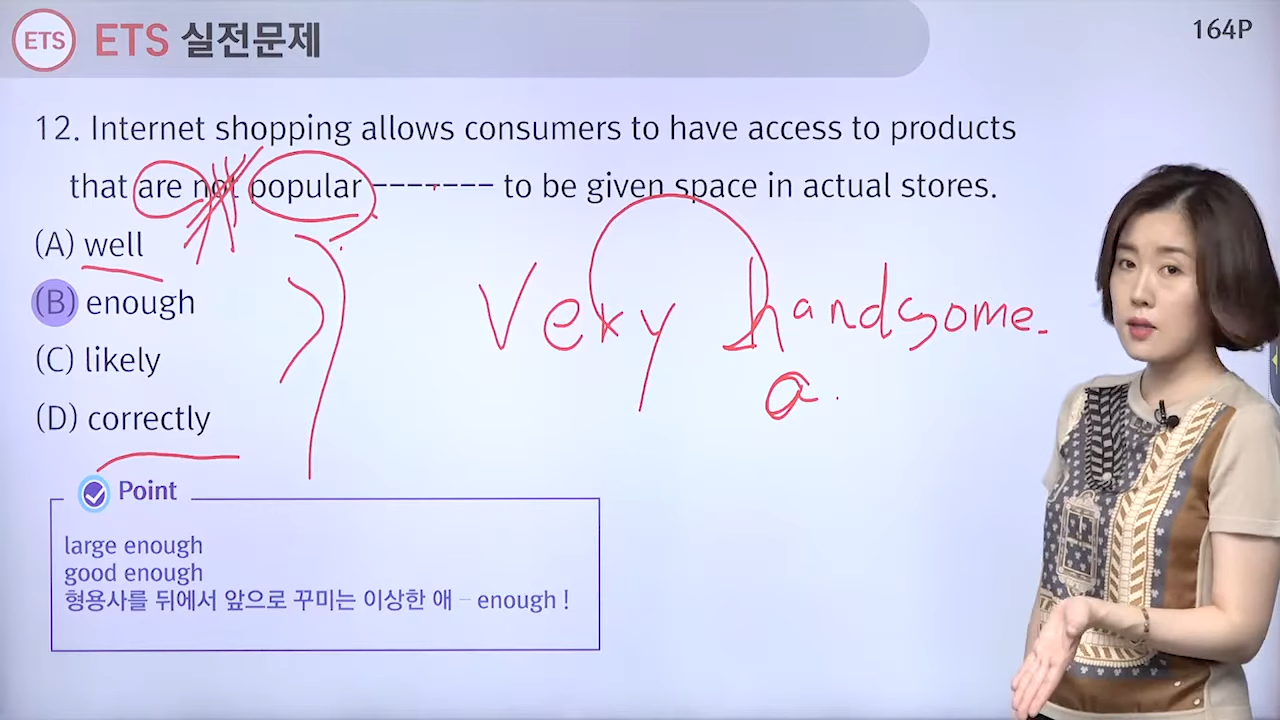 ETS ETS 실전문제
164P
12. Internet shopping allows consumers to have access to products
that are not popular -------- to be given space in actual stores.
(A) well
(B) enough
(C) likely
(D) correctly
Very handsome.
a.
Point
large enough
good enough
형용사를 뒤에서 앞으로 꾸미는 이상한 애 – enough !